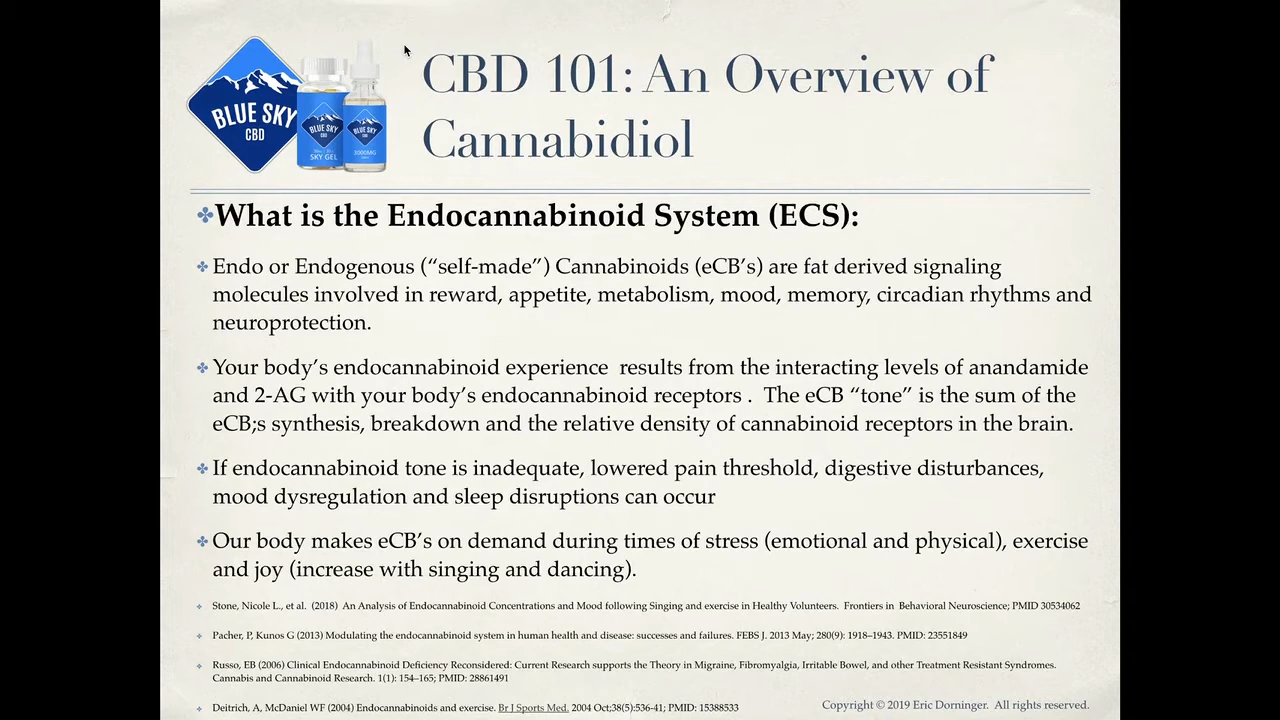 CBD 101: An Overview of
Cannabidiol
BLUE SKY
CBD
BLUE SKY
CBD
SKY GEL
BLUE SKY
CBD
What is the Endocannabinoid System (ECS):
Endo or Endogenous (“self-made”) Cannabinoids (eCB’s) are fat derived signaling
molecules involved in reward, appetite, metabolism, mood, memory, circadian rhythms and
neuroprotection.
Your body’s endocannabinoid experience  results from the interacting levels of anandamide
and 2-AG with your body’s endocannabinoid receptors .  The eCB “tone” is the sum of the
eCB;s synthesis, breakdown and the relative density of cannabinoid receptors in the brain.
If endocannabinoid tone is inadequate, lowered pain threshold, digestive disturbances,
mood dysregulation and sleep disruptions can occur
Our body makes eCB’s on demand during times of stress (emotional and physical), exercise
and joy (increase with singing and dancing).
Stone, Nicole L., et al.  (2018)  An Analysis of Endocannabinoid Concentrations and Mood following Singing and exercise in Healthy Volunteers.  Frontiers in  Behavioral Neuroscience; PMID 30534062
Pacher, P, Kunos G (2013) Modulating the endocannabinoid system in human health and disease: successes and failures. FEBS J. 2013 May; 280(9): 1918–1943. PMID: 23551849
Russo, EB (2006) Clinical Endocannabinoid Deficiency Reconsidered: Current Research supports the Theory in Migraine, Fibromyalgia, Irritable Bowel, and other Treatment Resistant Syndromes.
Cannabis and Cannabinoid Research. 1(1): 154–165; PMID: 28861491
Deitrich, A, McDaniel WF (2004) Endocannabinoids and exercise. Br J Sports Med. 2004 Oct;38(5):536-41; PMID: 15388533
Copyright © 2019 Eric Dorninger.  All rights reserved.